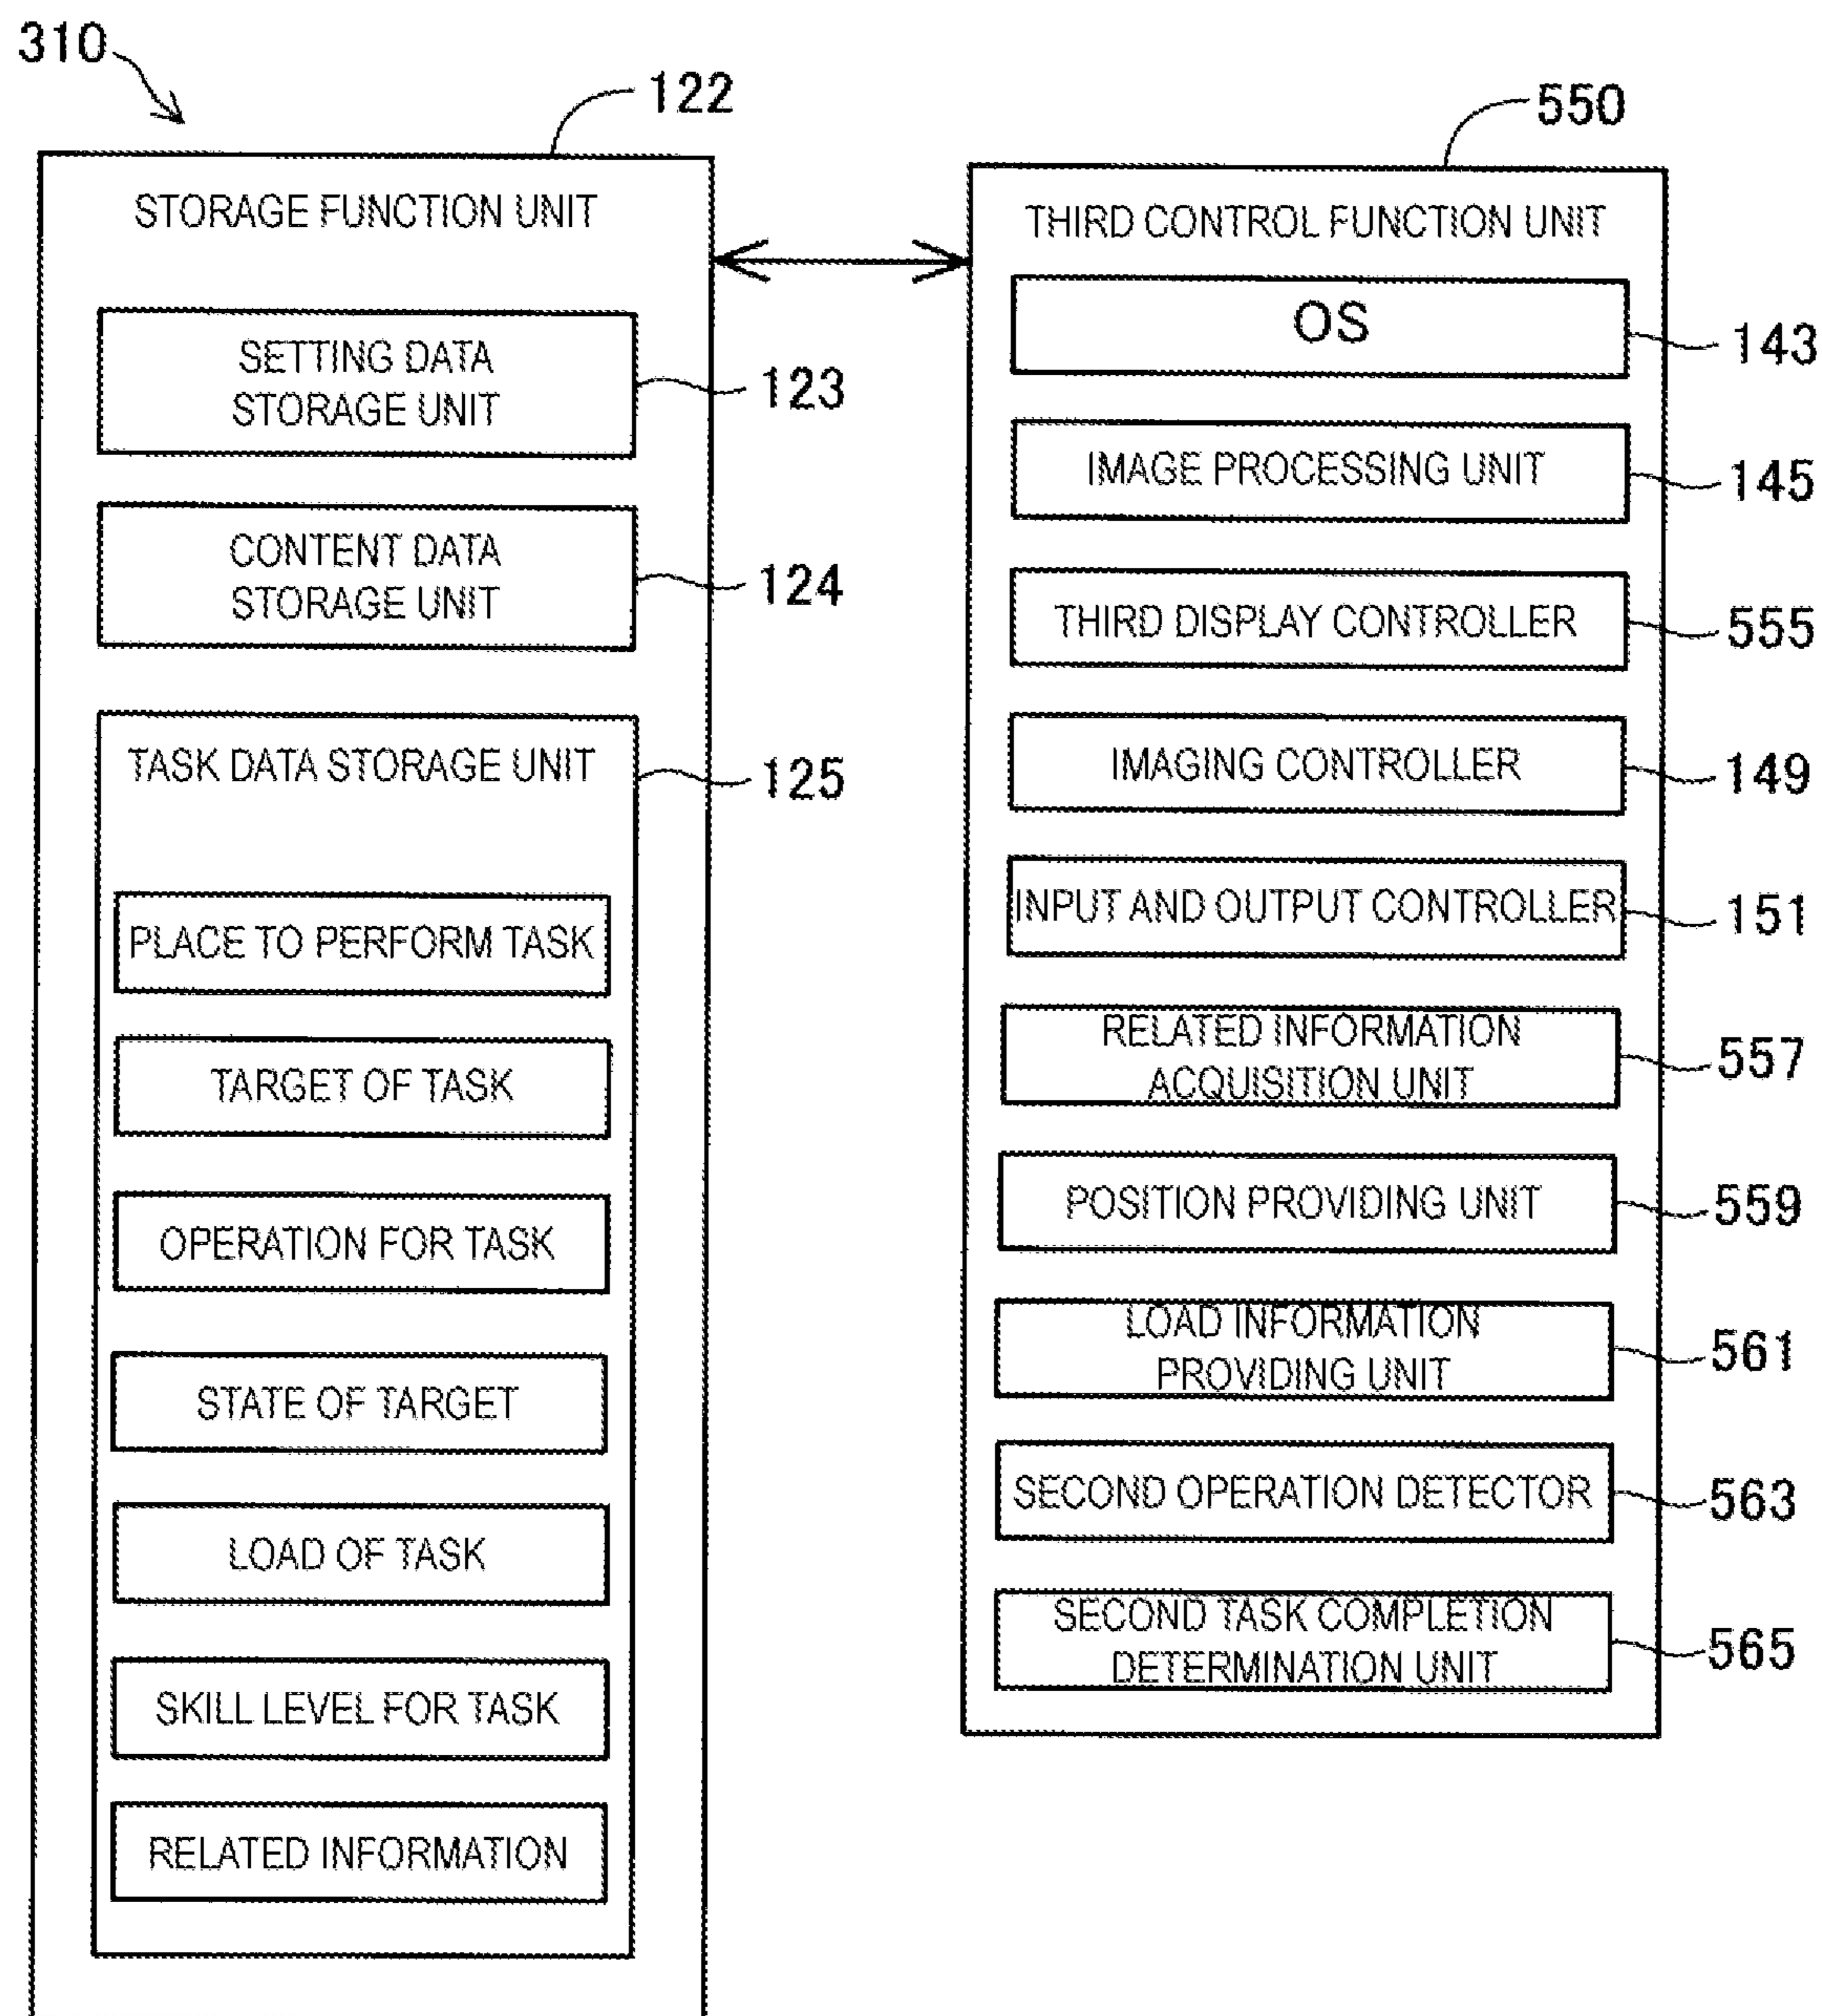 310
122
STORAGE FUNCTION UNIT
SETTING DATA
STORAGE UNIT
123
CONTENT DATA
STORAGE UNIT
124
TASK DATA STORAGE UNIT
125
PLACE TO PERFORM TASK
TARGET OF TASK
OPERATION FOR TASK
STATE OF TARGET
LOAD OF TASK
SKILL LEVEL FOR TASK
RELATED INFORMATION
550
THIRD CONTROL FUNCTION UNIT
OS
143
IMAGE PROCESSING UNIT
145
THIRD DISPLAY CONTROLLER
555
IMAGING CONTROLLER
149
INPUT AND OUTPUT CONTROLLER
151
RELATED INFORMATION
ACQUISITION UNIT
557
POSITION PROVIDING UNIT
559
LOAD INFORMATION
PROVIDING UNIT
561
SECOND OPERATION DETECTOR
563
SECOND TASK COMPLETION
DETERMINATION UNIT
565